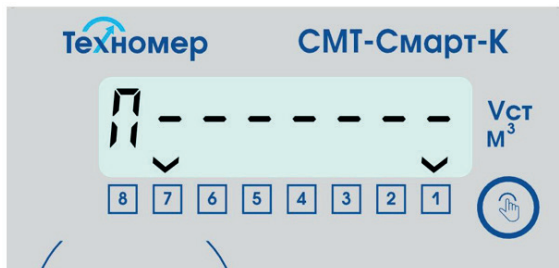 Техномер
СМТ-Смарт-К
П - - - - - - -
Vст
м³
8 7 6 5 4 3 2 1